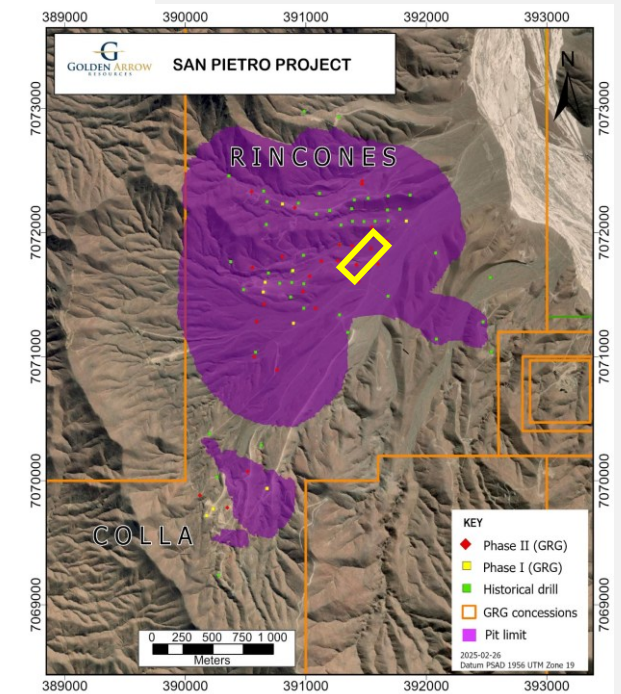 389000 390000 391000 392000 393000
GOLDEN ARROW
RESOURCES
SAN PIETRO PROJECT
N
7073000 7073000
RINCONES
7072000 7072000
7071000 7071000
7070000 7070000
COLLA
7069000 7069000
KEY
Phase II (GRG)
Phase I (GRG)
Historical drill
GRG concessions
Pit limit
2025-02-26
Datum PSAD 1956 UTM Zone 19
0 250 500 750 1 000
Meters
389000 390000 391000 392000 393000